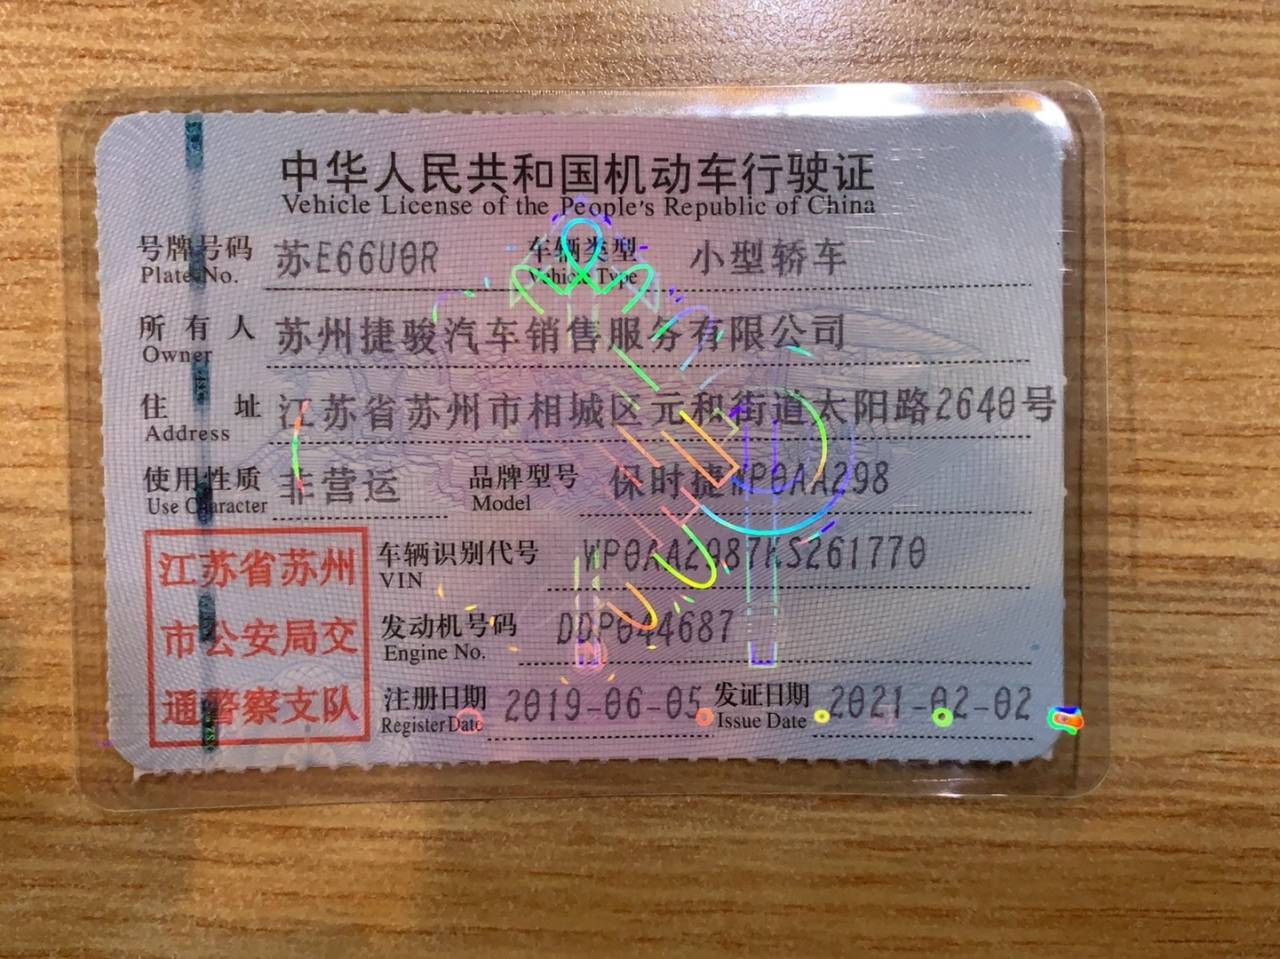 中华人民共和国机动车行驶证
Vehicle License of the People's Republic of China
号牌号码 苏E66U0R 车辆类型 小型轿车
Plate No. Vehicle Type
所有人 苏州捷骏汽车销售服务有限公司
Owner
住址 江苏省苏州市相城区元和街道太阳路2640号
Address
使用性质 非营运 品牌型号 保时捷WP0AA298
Use Character Model
江苏省苏州 车辆识别代号 WP0AA2987KS261770
VIN
市公安局交 发动机号码 DDP044687
Engine No.
通警察支队 注册日期 2019-06-05 发证日期 2021-02-02
Register Date Issue Date